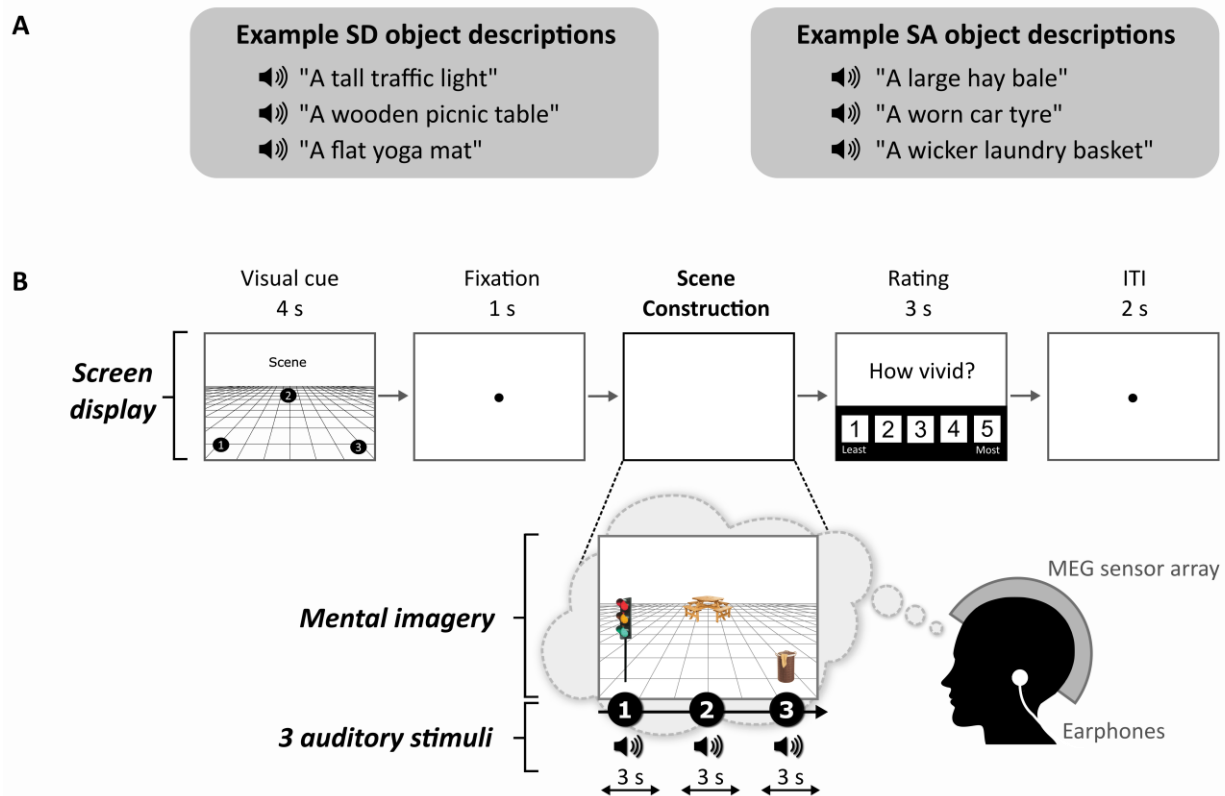 A
Example SD object descriptions
"A tall traffic light"
"A wooden picnic table"
"A flat yoga mat"
Example SA object descriptions
"A large hay bale"
"A worn car tyre"
"A wicker laundry basket"
B
Visual cue
4 s
Fixation
1 s
Scene
Construction
Rating
3 s
ITI
2 s
Screen
display
Scene
2
1
3
How vivid?
1 2 3 4 5
Least Most
Mental imagery
MEG sensor array
Earphones
1 2 3
3 auditory stimuli
3 s 3 s 3 s